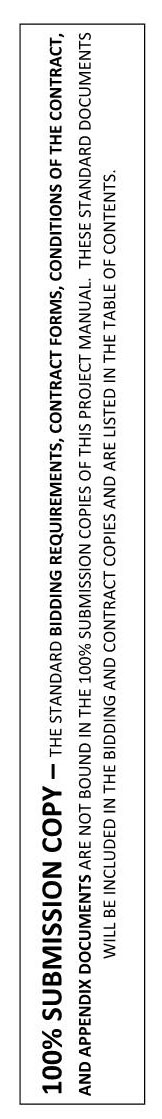 100% SUBMISSION COPY – THE STANDARD BIDDING REQUIREMENTS, CONTRACT FORMS, CONDITIONS OF THE CONTRACT,
AND APPENDIX DOCUMENTS ARE NOT BOUND IN THE 100% SUBMISSION COPIES OF THIS PROJECT MANUAL. THESE STANDARD DOCUMENTS
WILL BE INCLUDED IN THE BIDDING AND CONTRACT COPIES AND ARE LISTED IN THE TABLE OF CONTENTS.